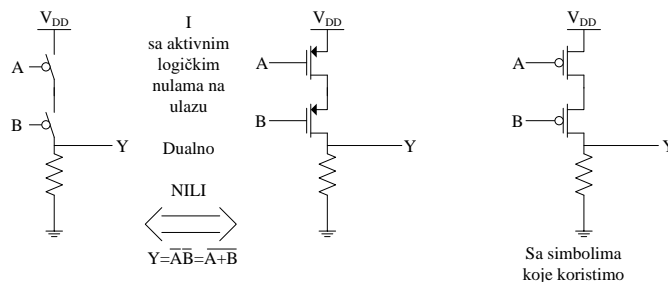 V_DD
A
B
Y
I
sa aktivnim
logičkim
nulama na
ulazu
Dualno
NILI
Y=A̅B̅=A̅+̅B̅
V_DD
A
B
Y
V_DD
A
B
Y
Sa simbolima
koje koristimo